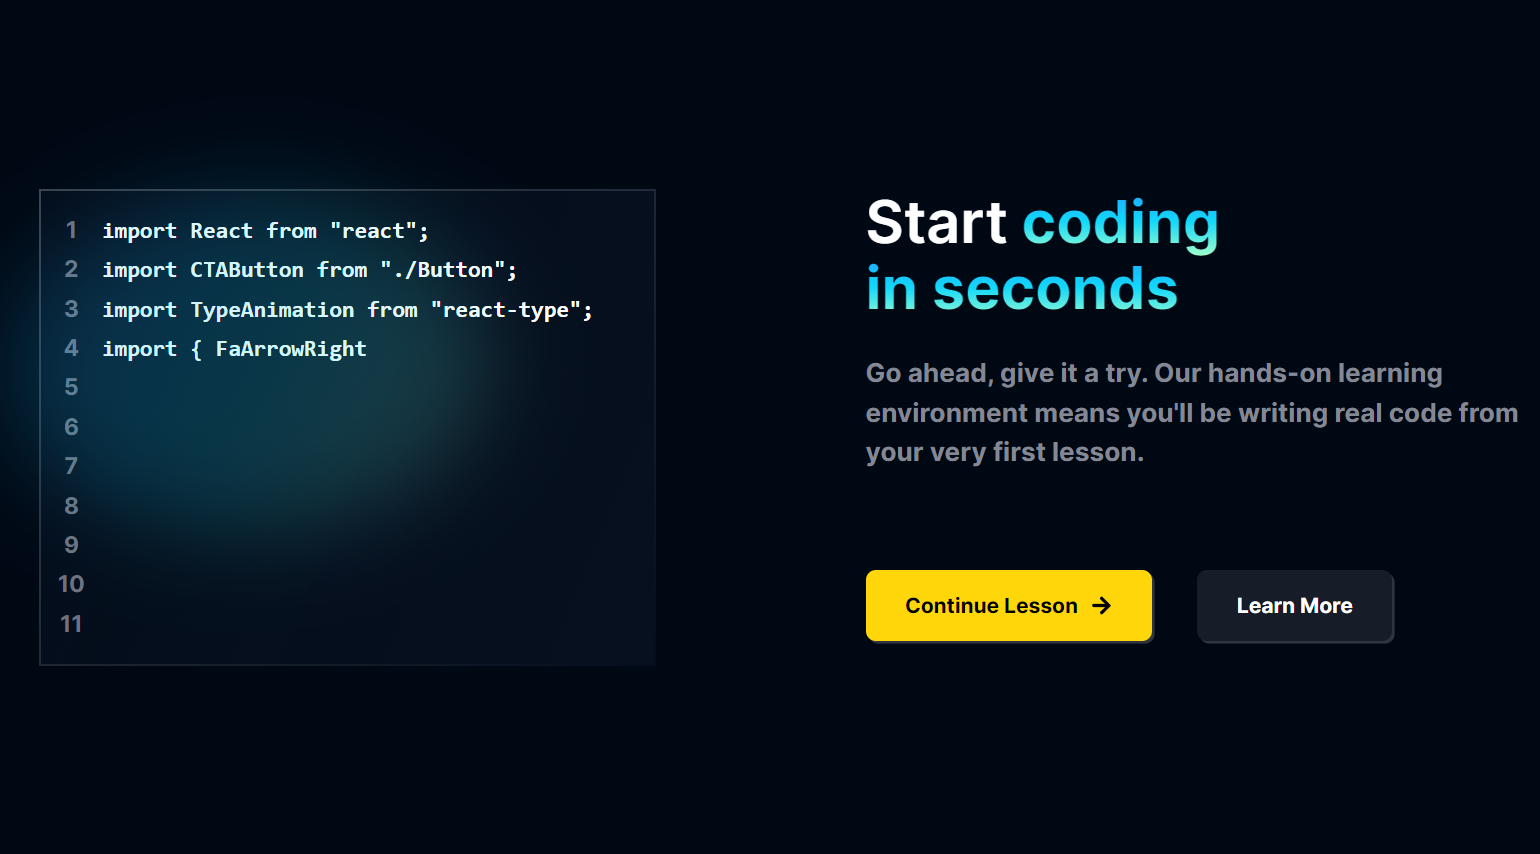 1 import React from "react";
2 import CTAButton from "./Button";
3 import TypeAnimation from "react-type";
4 import { FaArrowRight
5
6
7
8
9
10
11
Start coding
in seconds
Go ahead, give it a try. Our hands-on learning
environment means you'll be writing real code from
your very first lesson.
Continue Lesson →
Learn More